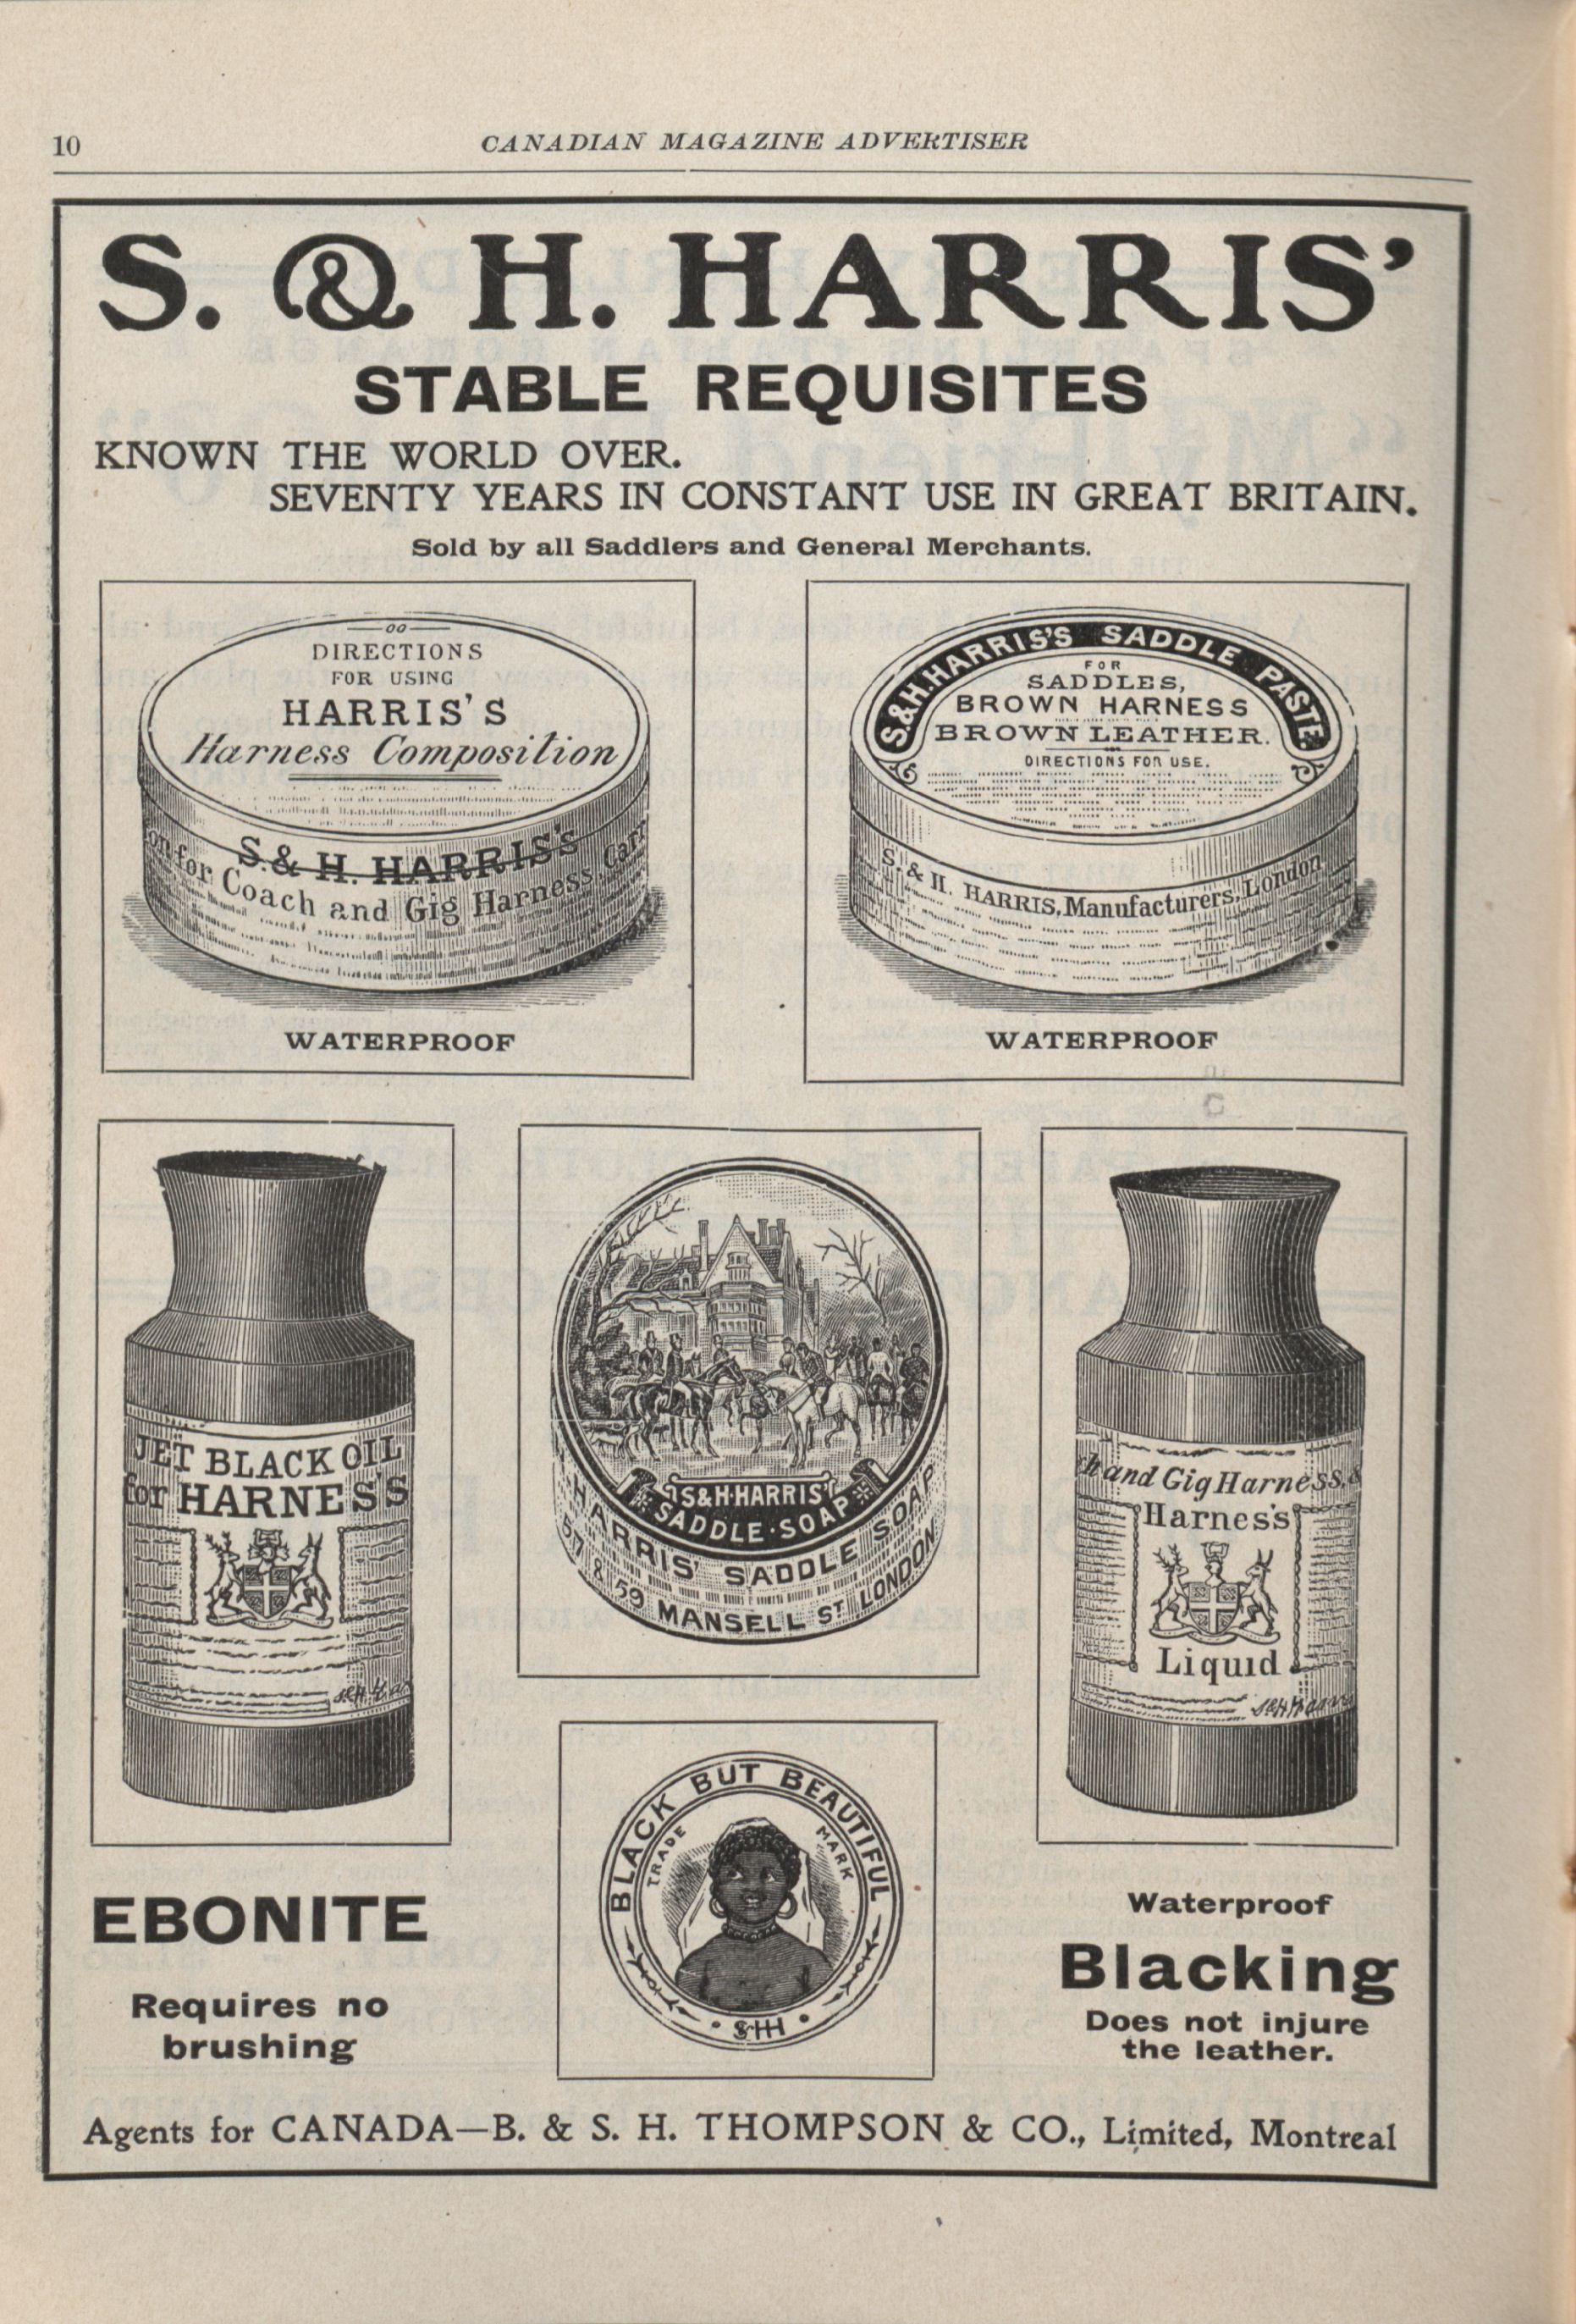 10
CANADIAN MAGAZINE ADVERTISER
S. & H. HARRIS'
STABLE REQUISITES
KNOWN THE WORLD OVER.
SEVENTY YEARS IN CONSTANT USE IN GREAT BRITAIN.
Sold by all Saddlers and General Merchants.
DIRECTIONS
FOR USING
HARRIS'S
Harness Composition
S. & H. HARRIS'S
on for Coach and Gig Harness Carr
WATERPROOF
S.&H. HARRIS'S SADDLE PASTE.
FOR
SADDLES,
BROWN HARNESS
BROWN LEATHER.
DIRECTIONS FOR USE.
S. & H. HARRIS, Manufacturers, London
WATERPROOF
JET BLACK OIL
for HARNESS
S&H·HARRIS'
SADDLE·SOAP
HARRIS' SADDLE SOAP
57 & 59 MANSELL ST LONDON
h and Gig Harness. &
Harness's
Liquid
S&H Harris
BLACK BUT BEAUTIFUL
TRADE MARK
S&H
EBONITE
Requires no
brushing
Waterproof
Blacking
Does not injure
the leather.
Agents for CANADA—B. & S. H. THOMPSON & CO., Limited, Montreal